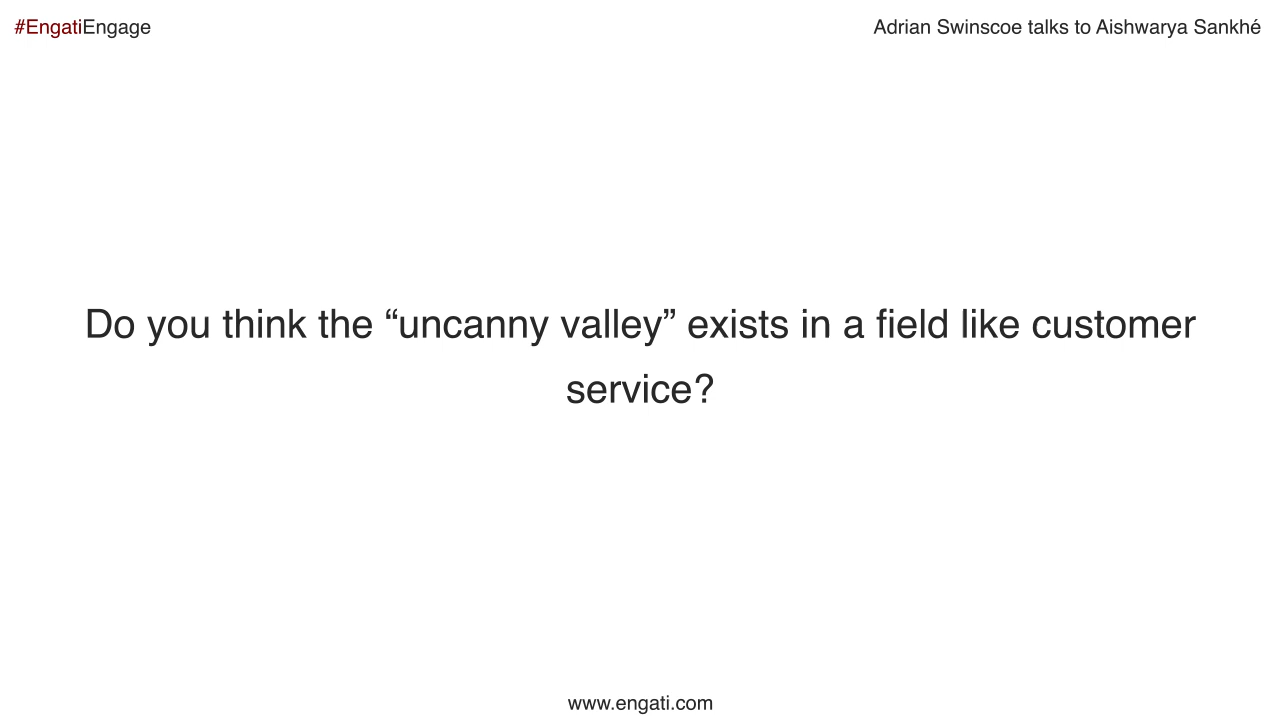 #EngatiEngage
Adrian Swinscoe talks to Aishwarya Sankhé
Do you think the “uncanny valley” exists in a field like customer
service?
www.engati.com